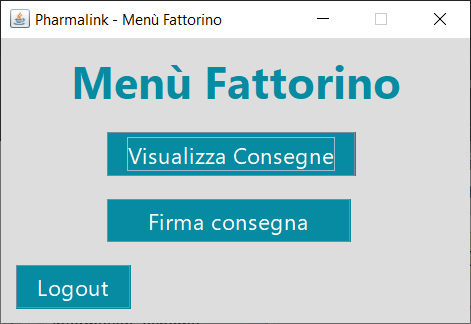 Pharmalink - Menù Fattorino
Menù Fattorino
Visualizza Consegne
Firma consegna
Logout